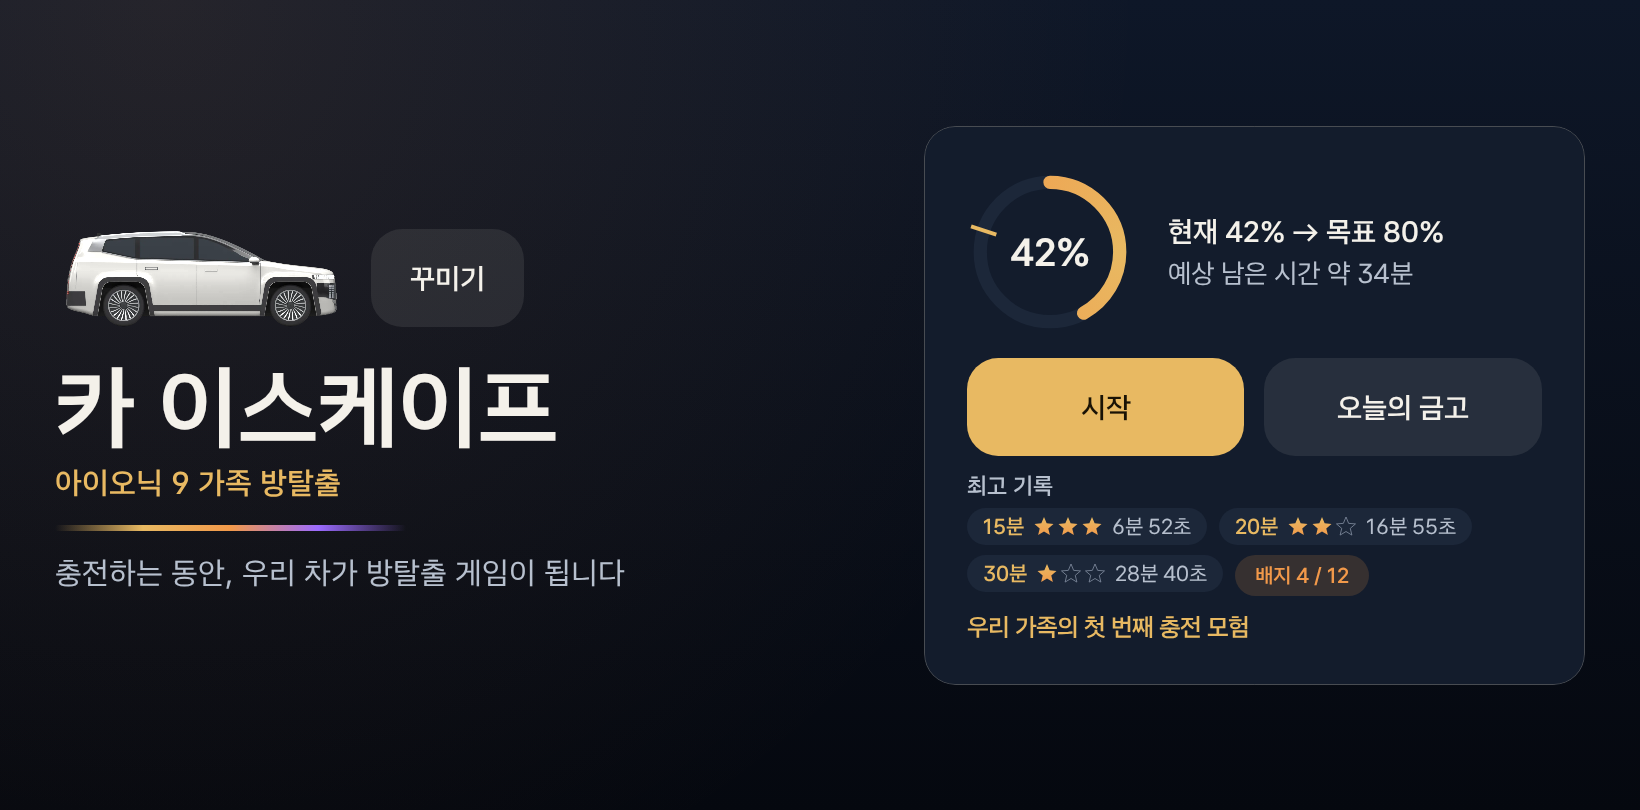 꾸미기
카 이스케이프
아이오닉 9 가족 방탈출
충전하는 동안, 우리 차가 방탈출 게임이 됩니다
42%
현재 42% → 목표 80%
예상 남은 시간 약 34분
시작
오늘의 금고
최고 기록
15분 ★★★ 6분 52초
20분 ★★☆ 16분 55초
30분 ★☆☆ 28분 40초
배지 4 / 12
우리 가족의 첫 번째 충전 모험